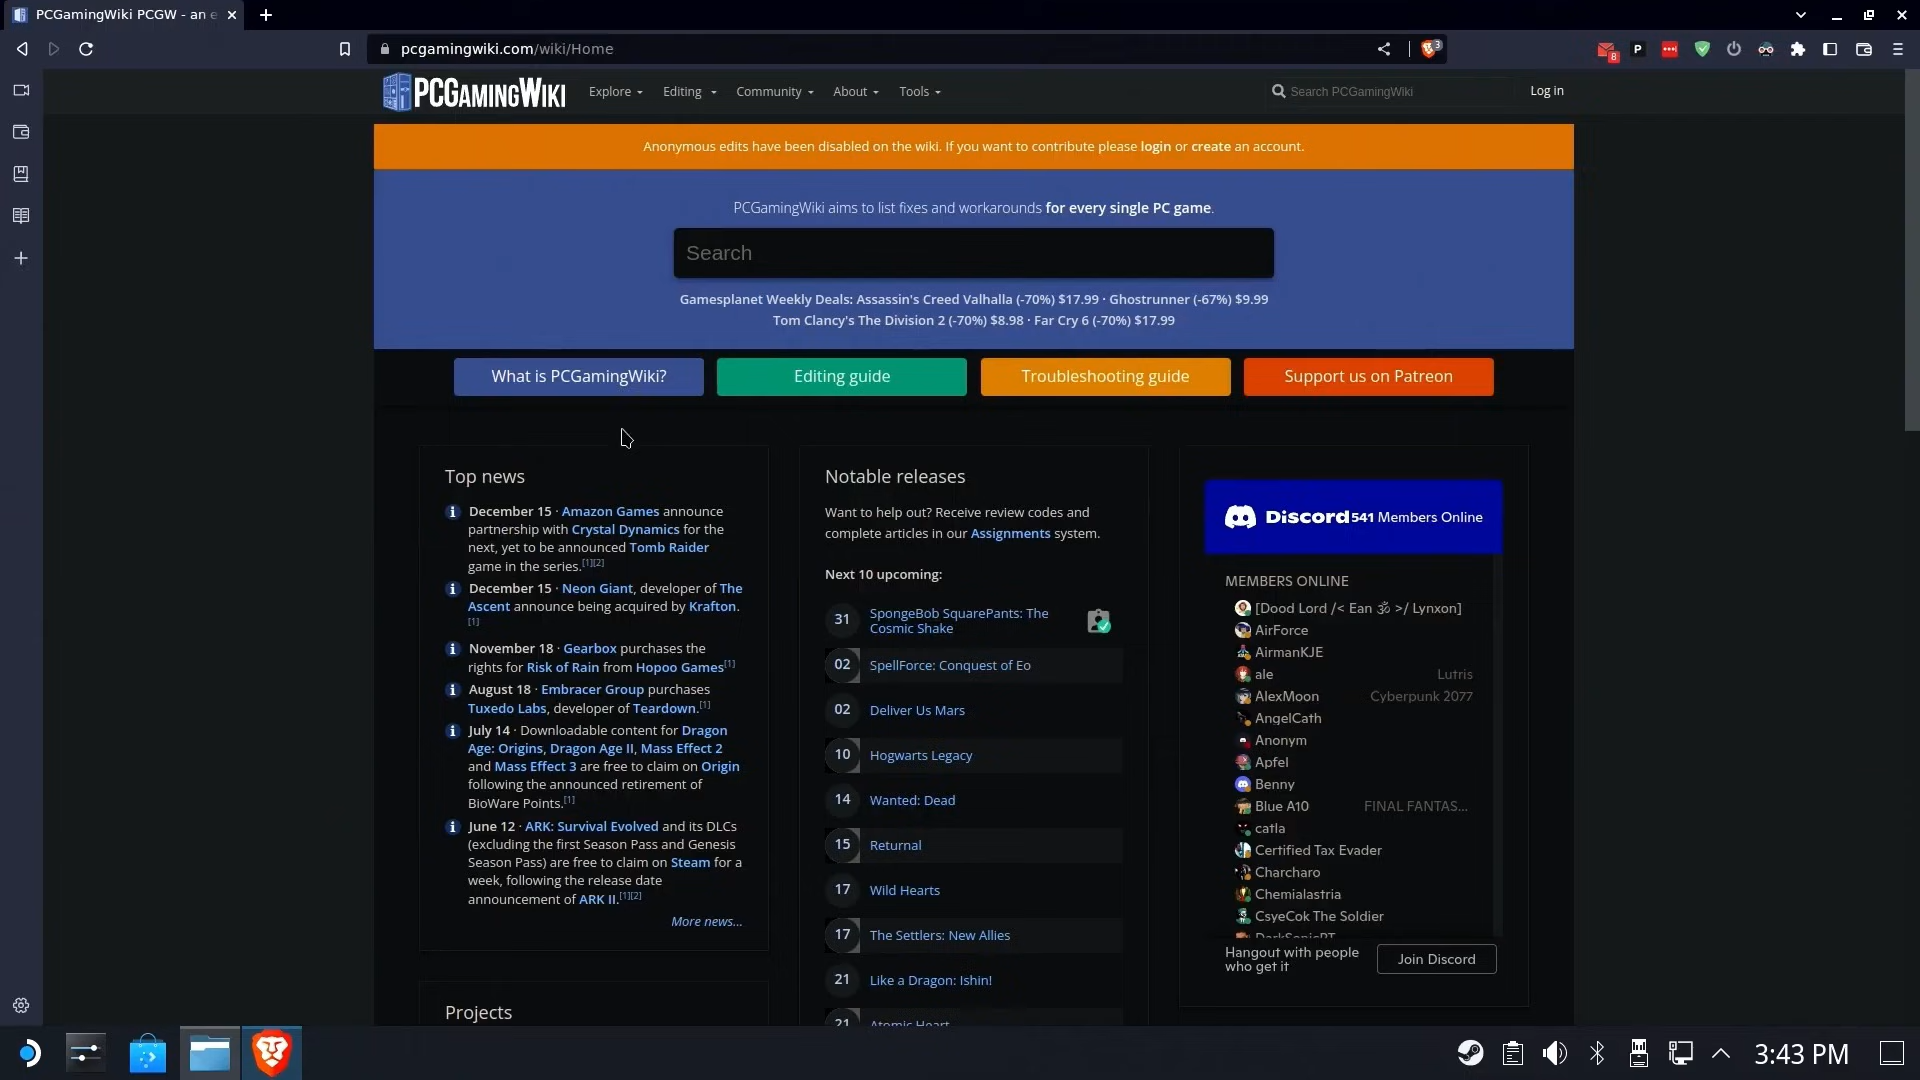 PCGamingWiki PCGW - an e
pcgamingwiki.com/wiki/Home
3
8
P
PCGamingWiki
Explore
Editing
Community
About
Tools
Search PCGamingWiki
Log in
Anonymous edits have been disabled on the wiki. If you want to contribute please login or create an account.
PCGamingWiki aims to list fixes and workarounds for every single PC game.
Search
Gamesplanet Weekly Deals: Assassin's Creed Valhalla (-70%) $17.99 · Ghostrunner (-67%) $9.99
Tom Clancy's The Division 2 (-70%) $8.98 · Far Cry 6 (-70%) $17.99
What is PCGamingWiki?
Editing guide
Troubleshooting guide
Support us on Patreon
Top news
December 15 · Amazon Games announce
partnership with Crystal Dynamics for the
next, yet to be announced Tomb Raider
game in the series.[1][2]
December 15 · Neon Giant, developer of The
Ascent announce being acquired by Krafton.
[1]
November 18 · Gearbox purchases the
rights for Risk of Rain from Hopoo Games[1]
August 18 · Embracer Group purchases
Tuxedo Labs, developer of Teardown.[1]
July 14 · Downloadable content for Dragon
Age: Origins, Dragon Age II, Mass Effect 2
and Mass Effect 3 are free to claim on Origin
following the announced retirement of
BioWare Points.[1]
June 12 · ARK: Survival Evolved and its DLCs
(excluding the first Season Pass and Genesis
Season Pass) are free to claim on Steam for a
week, following the release date
announcement of ARK II.[1][2]
More news...
Projects
Notable releases
Want to help out? Receive review codes and
complete articles in our Assignments system.
Next 10 upcoming:
31 SpongeBob SquarePants: The
Cosmic Shake
02 SpellForce: Conquest of Eo
02 Deliver Us Mars
10 Hogwarts Legacy
14 Wanted: Dead
15 Returnal
17 Wild Hearts
17 The Settlers: New Allies
21 Like a Dragon: Ishin!
21 Atomic Heart
Discord 541 Members Online
MEMBERS ONLINE
[Dood Lord /< Ean ॐ >/ Lynxon]
AirForce
AirmanKJE
ale Lutris
AlexMoon Cyberpunk 2077
AngelCath
Anonym
Apfel
Benny
Blue A10 FINAL FANTAS...
catla
Certified Tax Evader
Charcharo
Chemialastria
CsyeCok The Soldier
DarkSonicPT
Hangout with people
who get it
Join Discord
3:43 PM